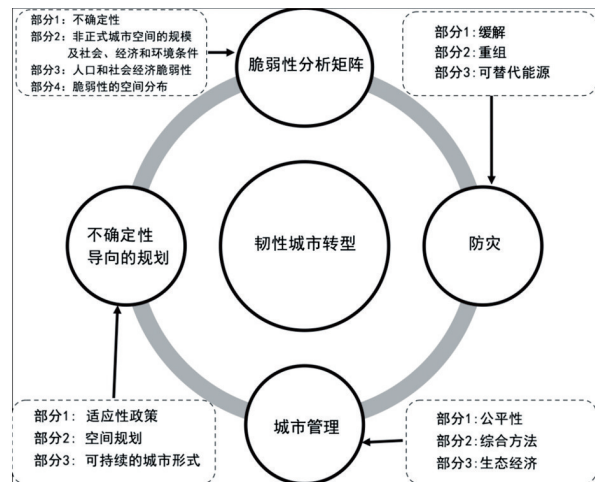 部分1：不确定性
部分2：非正式城市空间的规模
及社会、经济和环境条件
部分3：人口和社会经济脆弱性
部分4：脆弱性的空间分布
脆弱性分析矩阵
部分1:缓解
部分2:重组
部分3:可替代能源
不确定性
导向的规划
韧性城市转型
防灾
部分1： 适应性政策
部分2： 空间规划
部分3： 可持续的城市形式
城市管理
部分1:公平性
部分2:综合方法
部分3:生态经济